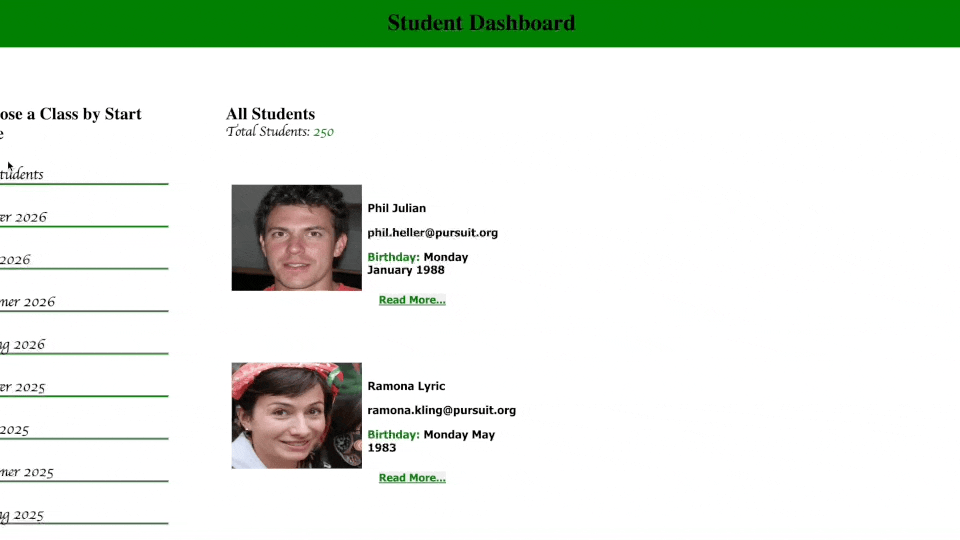 Student Dashboard
ose a Class by Start
e
tudents
er 2026
2026
ner 2026
ng 2026
er 2025
2025
ner 2025
ng 2025
All Students
Total Students: 250
Phil Julian
phil.heller@pursuit.org
Birthday: Monday
January 1988
Read More...
Ramona Lyric
ramona.kling@pursuit.org
Birthday: Monday May
1983
Read More...